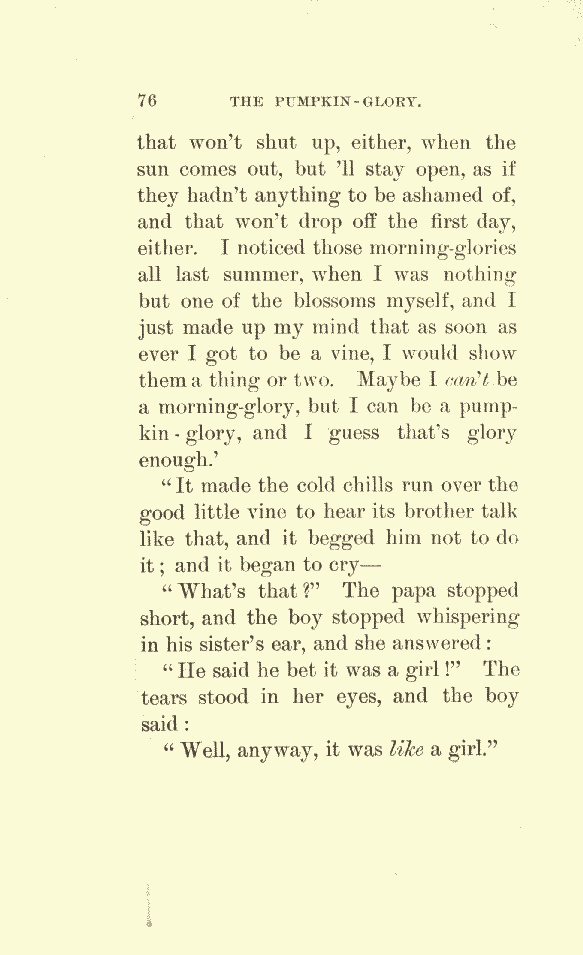 76 THE PUMPKIN-GLORY.
that won't shut up, either, when the
sun comes out, but 'll stay open, as if
they hadn't anything to be ashamed of,
and that won't drop off the first day,
either. I noticed those morning-glories
all last summer, when I was nothing
but one of the blossoms myself, and I
just made up my mind that as soon as
ever I got to be a vine, I would show
them a thing or two. Maybe I can't be
a morning-glory, but I can be a pump-
kin-glory, and I guess that's glory
enough.'
"It made the cold chills run over the
good little vine to hear its brother talk
like that, and it begged him not to do
it; and it began to cry—
"What's that?" The papa stopped
short, and the boy stopped whispering
in his sister's ear, and she answered:
"He said he bet it was a girl!" The
tears stood in her eyes, and the boy
said:
"Well, anyway, it was like a girl."